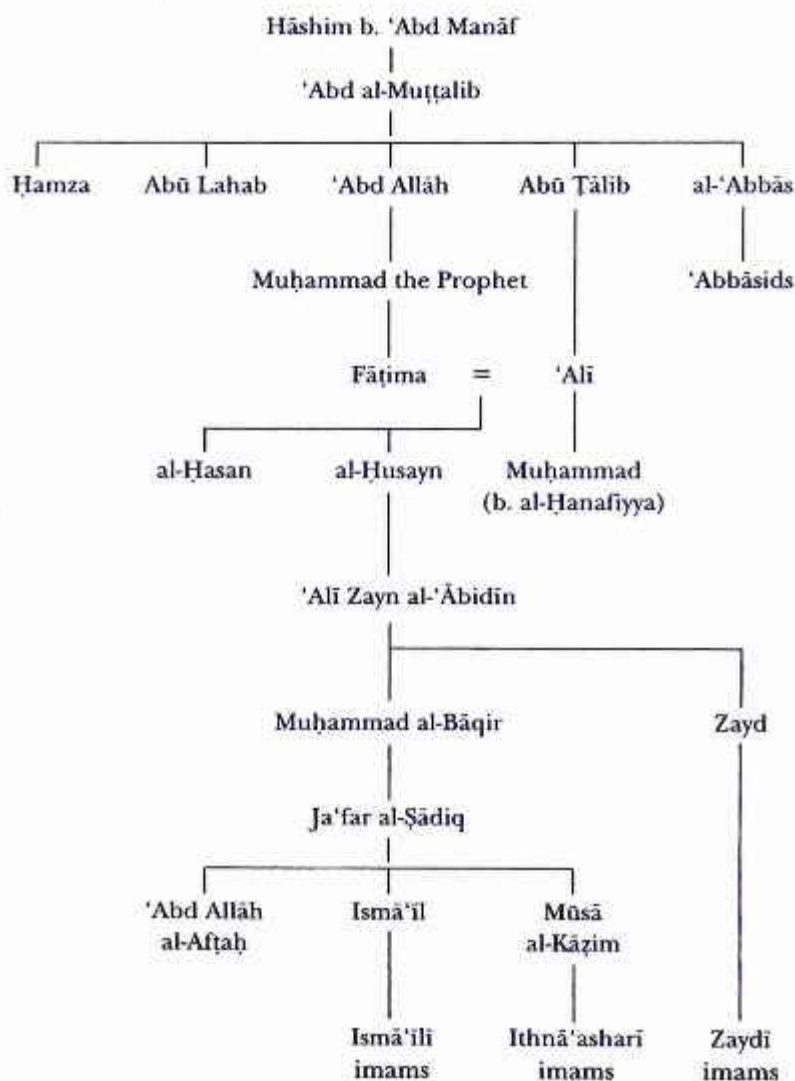 Hāshim b. ʿAbd Manāf
ʿAbd al-Muṭṭalib
Ḥamza Abū Lahab ʿAbd Allāh Abū Ṭālib al-ʿAbbās
Muḥammad the Prophet ʿAbbāsids
Fāṭima = ʿAlī
al-Ḥasan al-Ḥusayn Muḥammad
(b. al-Ḥanafiyya)
ʿAlī Zayn al-ʿĀbidīn
Muḥammad al-Bāqir Zayd
Jaʿfar al-Ṣādiq
ʿAbd Allāh Ismāʿīl Mūsā
al-Afṭaḥ al-Kāẓim
Ismāʿīlī Ithnāʿasharī Zaydī
imams imams imams